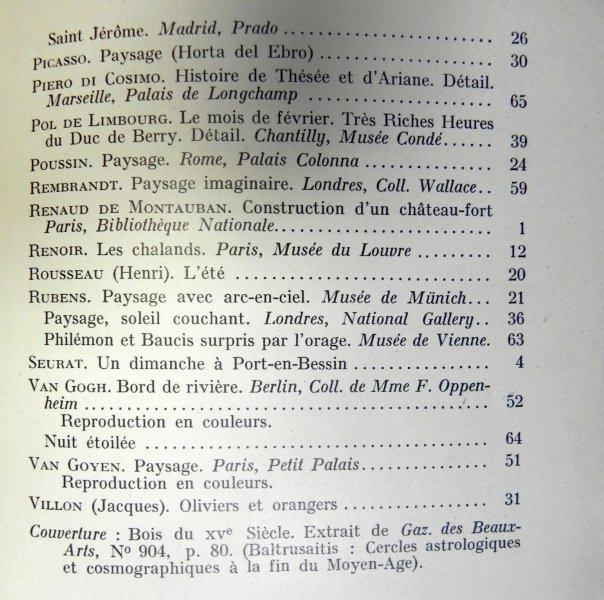 Saint Jérôme. Madrid, Prado .......................... 26
PICASSO. Paysage (Horta del Ebro) ..................... 30
PIERO DI COSIMO. Histoire de Thésée et d'Ariane. Détail.
Marseille, Palais de Longchamp ....................... 65
POL DE LIMBOURG. Le mois de février. Très Riches Heures
du Duc de Berry. Détail. Chantilly, Musée Condé...... 39
POUSSIN. Paysage. Rome, Palais Colonna ............... 24
REMBRANDT. Paysage imaginaire. Londres, Coll. Wallace.. 59
RENAUD DE MONTAUBAN. Construction d'un château-fort
Paris, Bibliothèque Nationale....................... 1
RENOIR. Les chalands. Paris, Musée du Louvre ......... 12
ROUSSEAU (Henri). L'été .............................. 20
RUBENS. Paysage avec arc-en-ciel. Musée de Münich... 21
Paysage, soleil couchant. Londres, National Gallery.. 36
Philémon et Baucis surpris par l'orage. Musée de Vienne. 63
SEURAT. Un dimanche à Port-en-Bessin ................. 4
VAN GOGH. Bord de rivière. Berlin, Coll. de Mme F. Oppen-
heim ................................................ 52
Reproduction en couleurs.
Nuit étoilée ........................................ 64
VAN GOYEN. Paysage. Paris, Petit Palais............... 51
Reproduction en couleurs.
VILLON (Jacques). Oliviers et orangers ................ 31
Couverture : Bois du XVe Siècle. Extrait de Gaz. des Beaux-
Arts, No 904, p. 80. (Baltrusaitis : Cercles astrologiques
et cosmographiques à la fin du Moyen-Age).